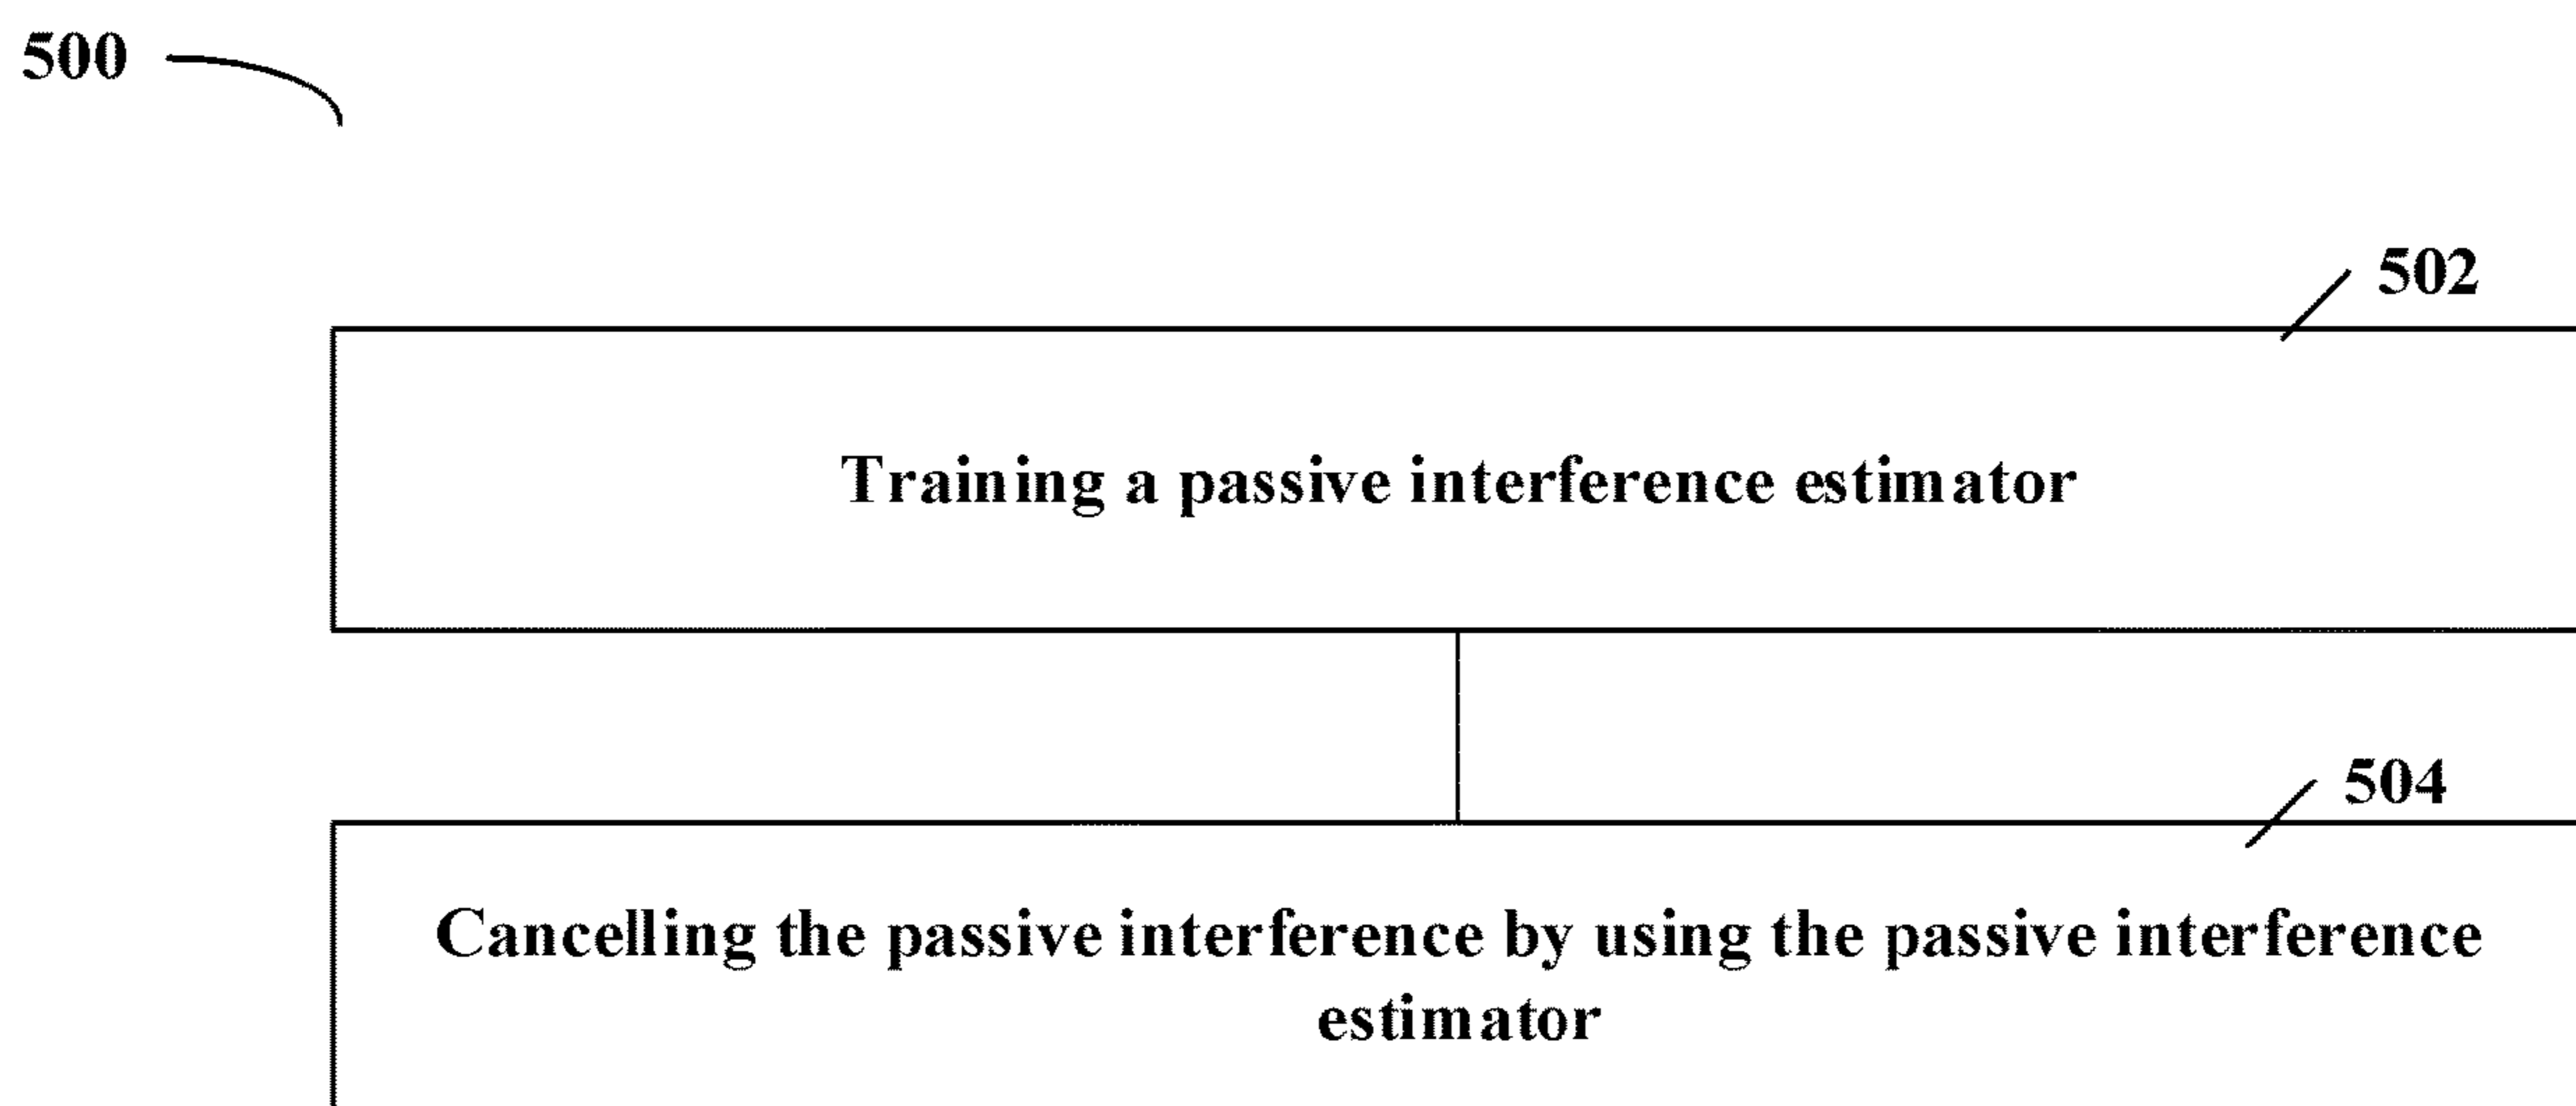 500
502
Training a passive interference estimator
504
Cancelling the passive interference by using the passive interference
estimator